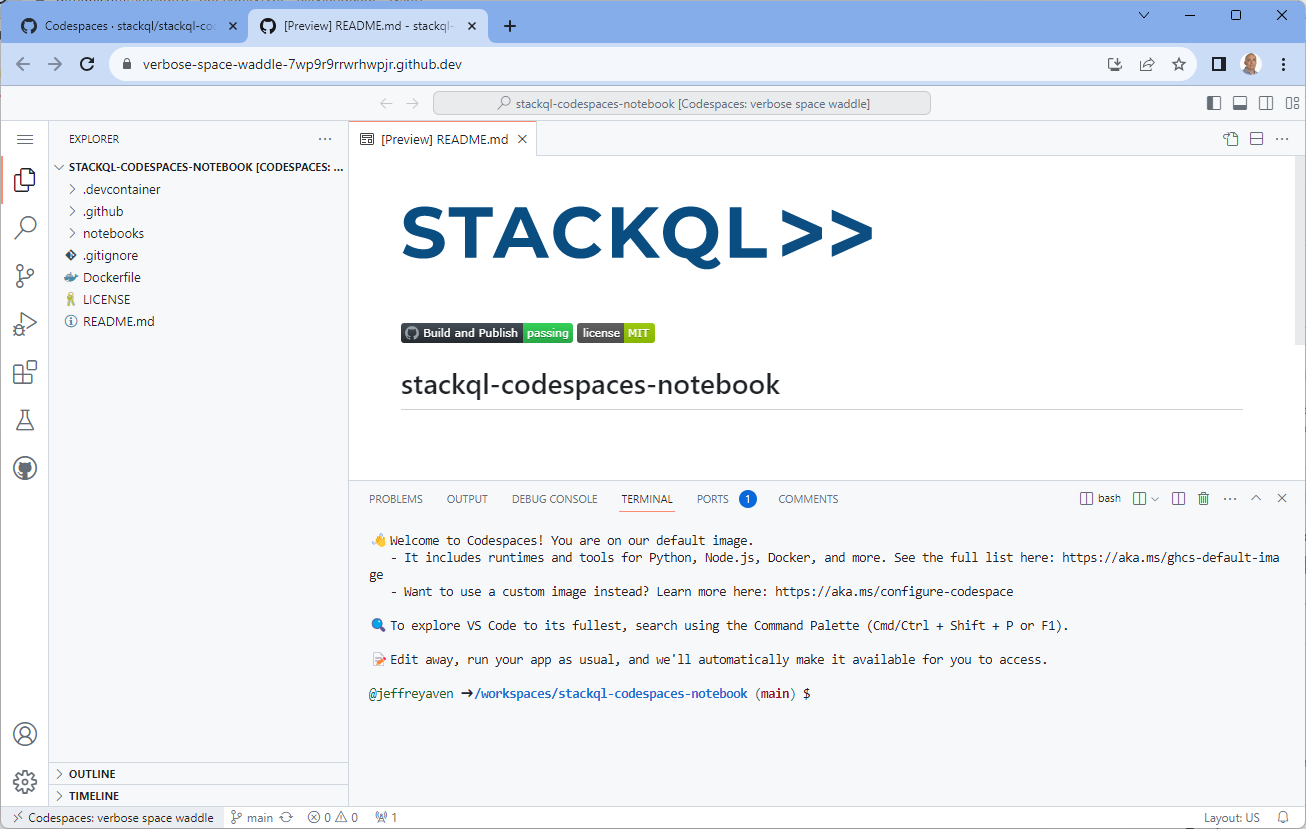 Codespaces · stackql/stackql-co
[Preview] README.md - stackql-
verbose-space-waddle-7wp9r9rrwrhwpjr.github.dev
stackql-codespaces-notebook [Codespaces: verbose space waddle]
EXPLORER
STACKQL-CODESPACES-NOTEBOOK [CODESPACES: ...
.devcontainer
.github
notebooks
.gitignore
Dockerfile
LICENSE
README.md
OUTLINE
TIMELINE
[Preview] README.md
STACKQL>>
Build and Publish passing license MIT
stackql-codespaces-notebook
PROBLEMS OUTPUT DEBUG CONSOLE TERMINAL PORTS 1 COMMENTS bash
Welcome to Codespaces! You are on our default image.
- It includes runtimes and tools for Python, Node.js, Docker, and more. See the full list here: https://aka.ms/ghcs-default-ima
ge
- Want to use a custom image instead? Learn more here: https://aka.ms/configure-codespace
To explore VS Code to its fullest, search using the Command Palette (Cmd/Ctrl + Shift + P or F1).
Edit away, run your app as usual, and we'll automatically make it available for you to access.
@jeffreyaven ➜/workspaces/stackql-codespaces-notebook (main) $
Codespaces: verbose space waddle main 0 0 1 Layout: US